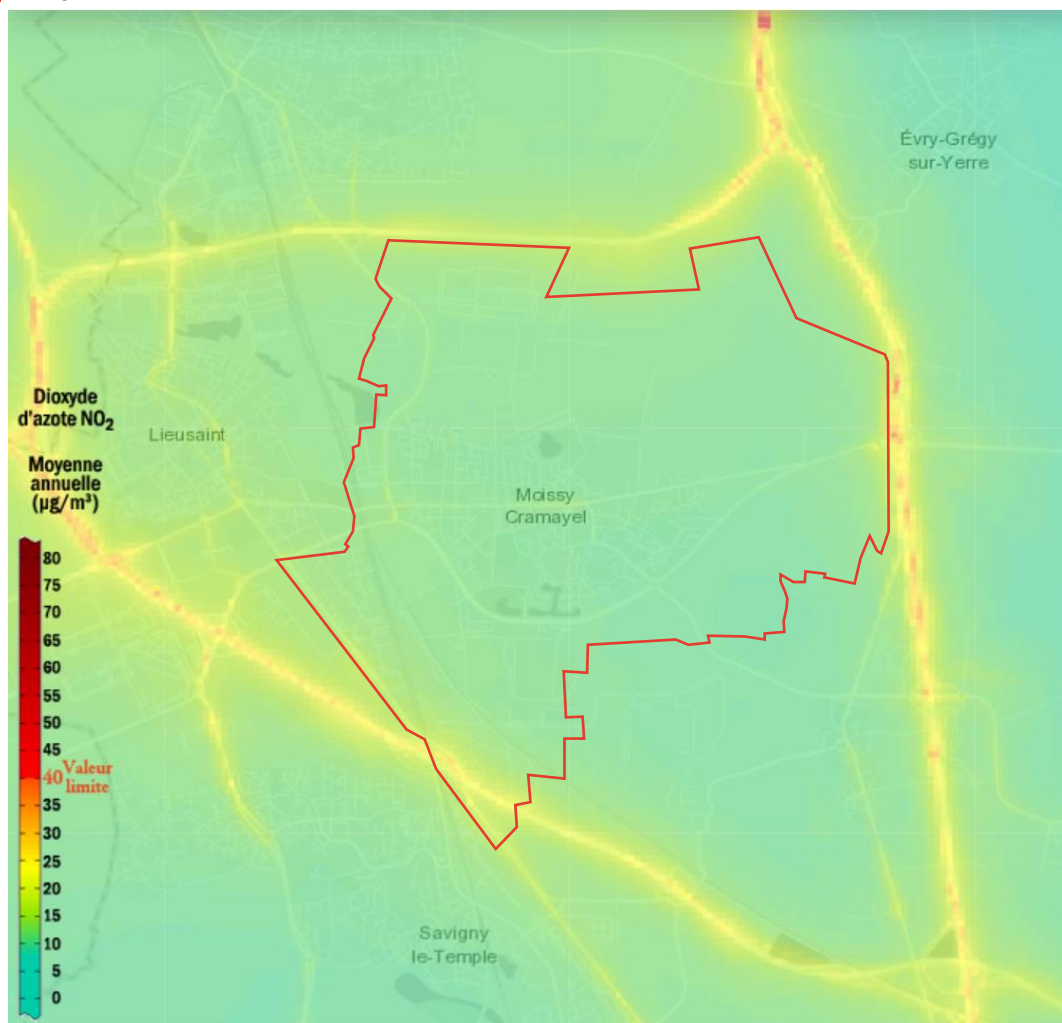 Évry-Grégy
sur-Yerre
Dioxyde
d'azote NO₂
Lieusaint
Moyenne
annuelle
(µg/m³)
Moissy
Cramayel
80
75
70
65
60
55
50
45
40 Valeur
limite
35
30
25
20
15
10
5
0
Savigny
le-Temple